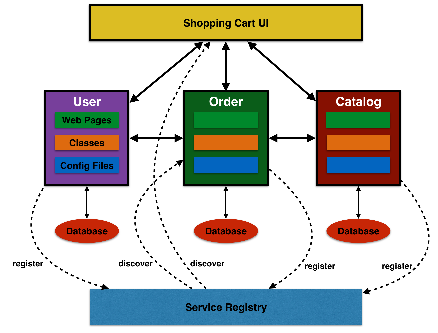 Shopping Cart UI
User
Order
Catalog
Web Pages
Classes
Config Files
Database
Database
Database
register
discover
discover
register
register
Service Registry